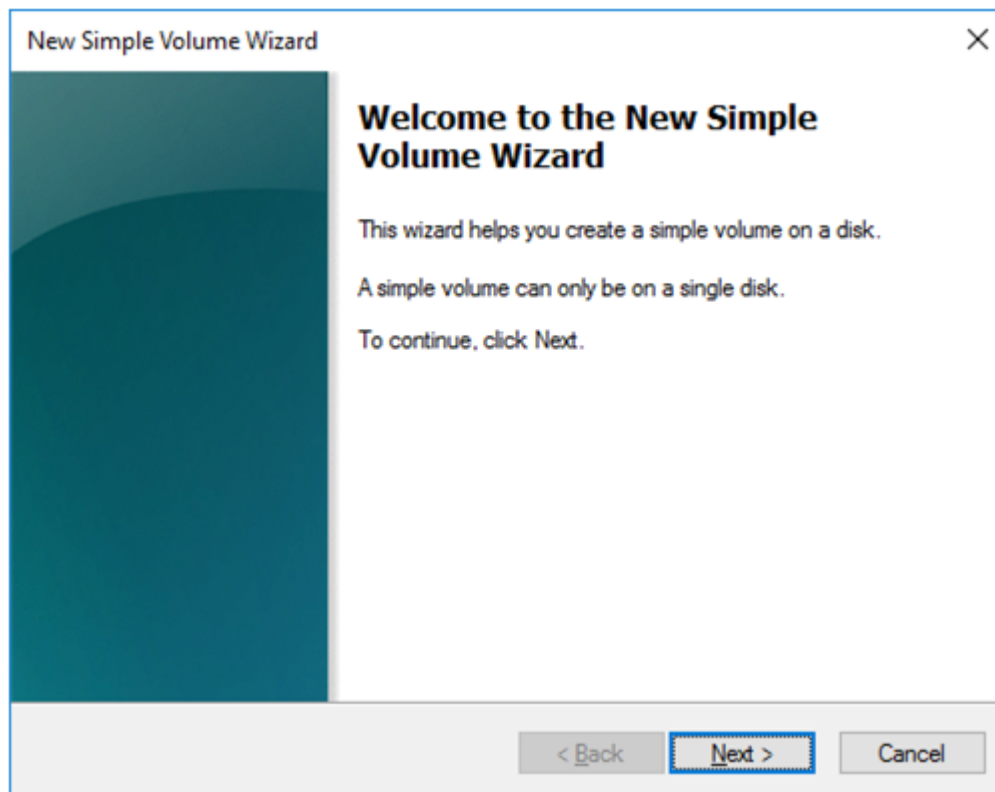 New Simple Volume Wizard
Welcome to the New Simple
Volume Wizard
This wizard helps you create a simple volume on a disk.
A simple volume can only be on a single disk.
To continue, click Next.
< Back
Next >
Cancel